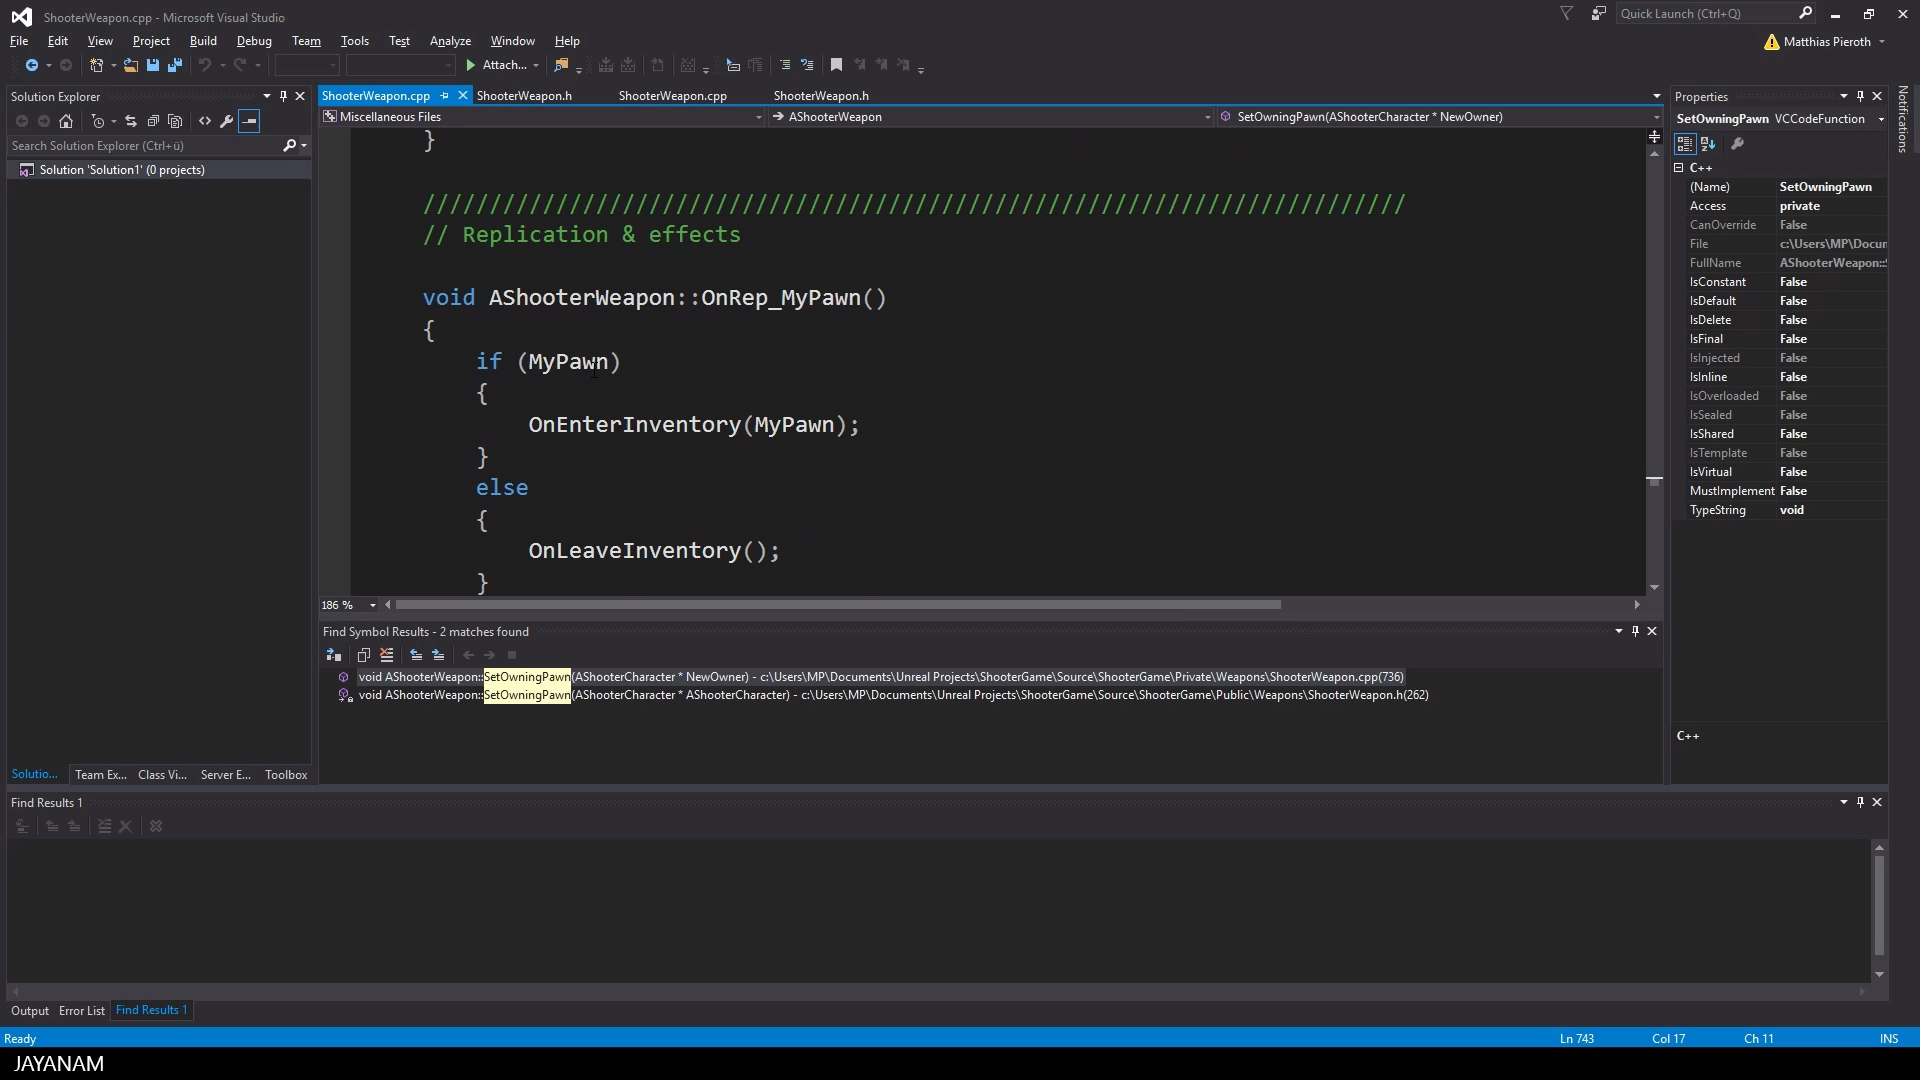 ShooterWeapon.cpp - Microsoft Visual Studio
Quick Launch (Ctrl+Q)
File Edit View Project Build Debug Team Tools Test Analyze Window Help
Matthias Pieroth
Attach...
Solution Explorer
Search Solution Explorer (Ctrl+ü)
Solution 'Solution1' (0 projects)
Solutio... Team Ex... Class Vi... Server E... Toolbox
ShooterWeapon.cpp ShooterWeapon.h ShooterWeapon.cpp ShooterWeapon.h
Miscellaneous Files AShooterWeapon SetOwningPawn(AShooterCharacter * NewOwner)
}
//////////////////////////////////////////////////////////////////////////
// Replication & effects
void AShooterWeapon::OnRep_MyPawn()
{
if (MyPawn)
{
OnEnterInventory(MyPawn);
}
else
{
OnLeaveInventory();
}
186 %
Find Symbol Results - 2 matches found
void AShooterWeapon::SetOwningPawn(AShooterCharacter * NewOwner) - c:\Users\MP\Documents\Unreal Projects\ShooterGame\Source\ShooterGame\Private\Weapons\ShooterWeapon.cpp(736)
void AShooterWeapon::SetOwningPawn(AShooterCharacter * AShooterCharacter) - c:\Users\MP\Documents\Unreal Projects\ShooterGame\Source\ShooterGame\Public\Weapons\ShooterWeapon.h(262)
Properties
SetOwningPawn VCCodeFunction
C++
(Name) SetOwningPawn
Access private
CanOverride False
File c:\Users\MP\Docum
FullName AShooterWeapon::
IsConstant False
IsDefault False
IsDelete False
IsFinal False
IsInjected False
IsInline False
IsOverloaded False
IsSealed False
IsShared False
IsTemplate False
IsVirtual False
MustImplement False
TypeString void
C++
Notifications
Find Results 1
Output Error List Find Results 1
Ready Ln 743 Col 17 Ch 11 INS
JAYANAM